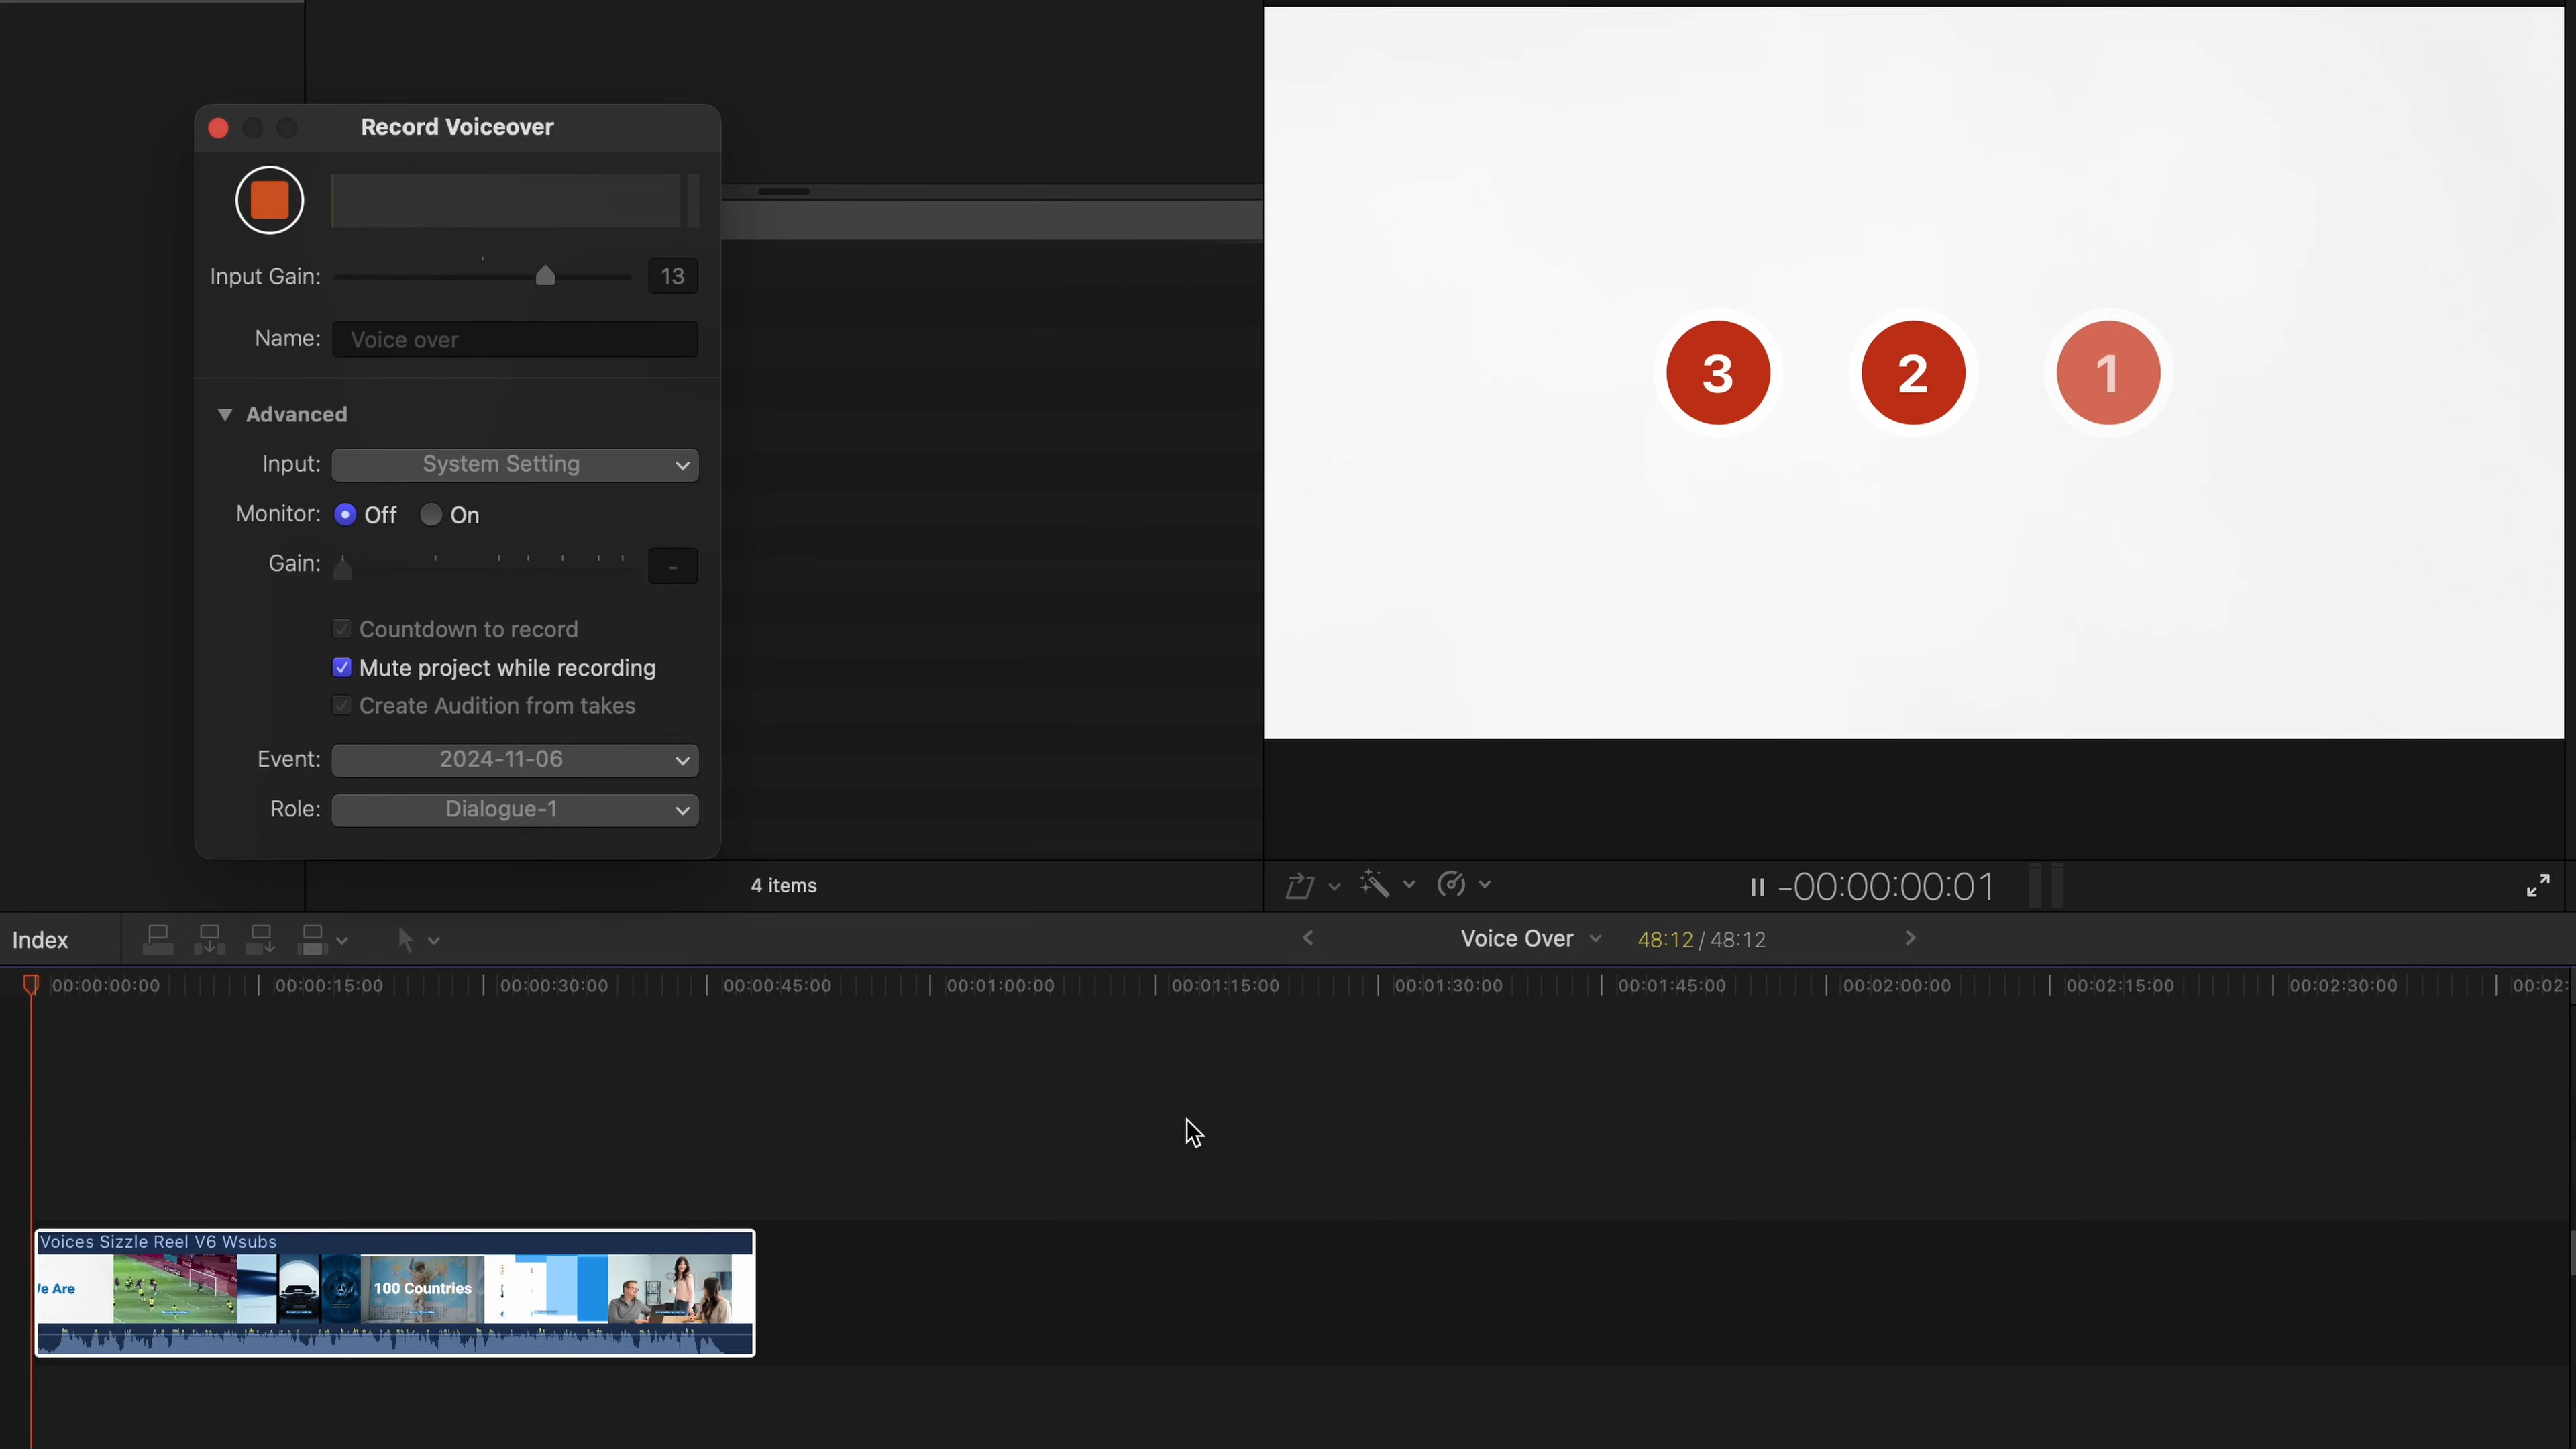 Record Voiceover
Input Gain: 13
Name: Voice over
Advanced
Input: System Setting
Monitor: Off On
Gain: -
Countdown to record
Mute project while recording
Create Audition from takes
Event: 2024-11-06
Role: Dialogue-1
3 2 1
4 items
-00:00:00:01
Index
Voice Over 48:12 / 48:12
00:00:00:00 00:00:15:00 00:00:30:00 00:00:45:00 00:01:00:00 00:01:15:00 00:01:30:00 00:01:45:00 00:02:00:00 00:02:15:00 00:02:30:00 00:02:
Voices Sizzle Reel V6 Wsubs
Are
100 Countries